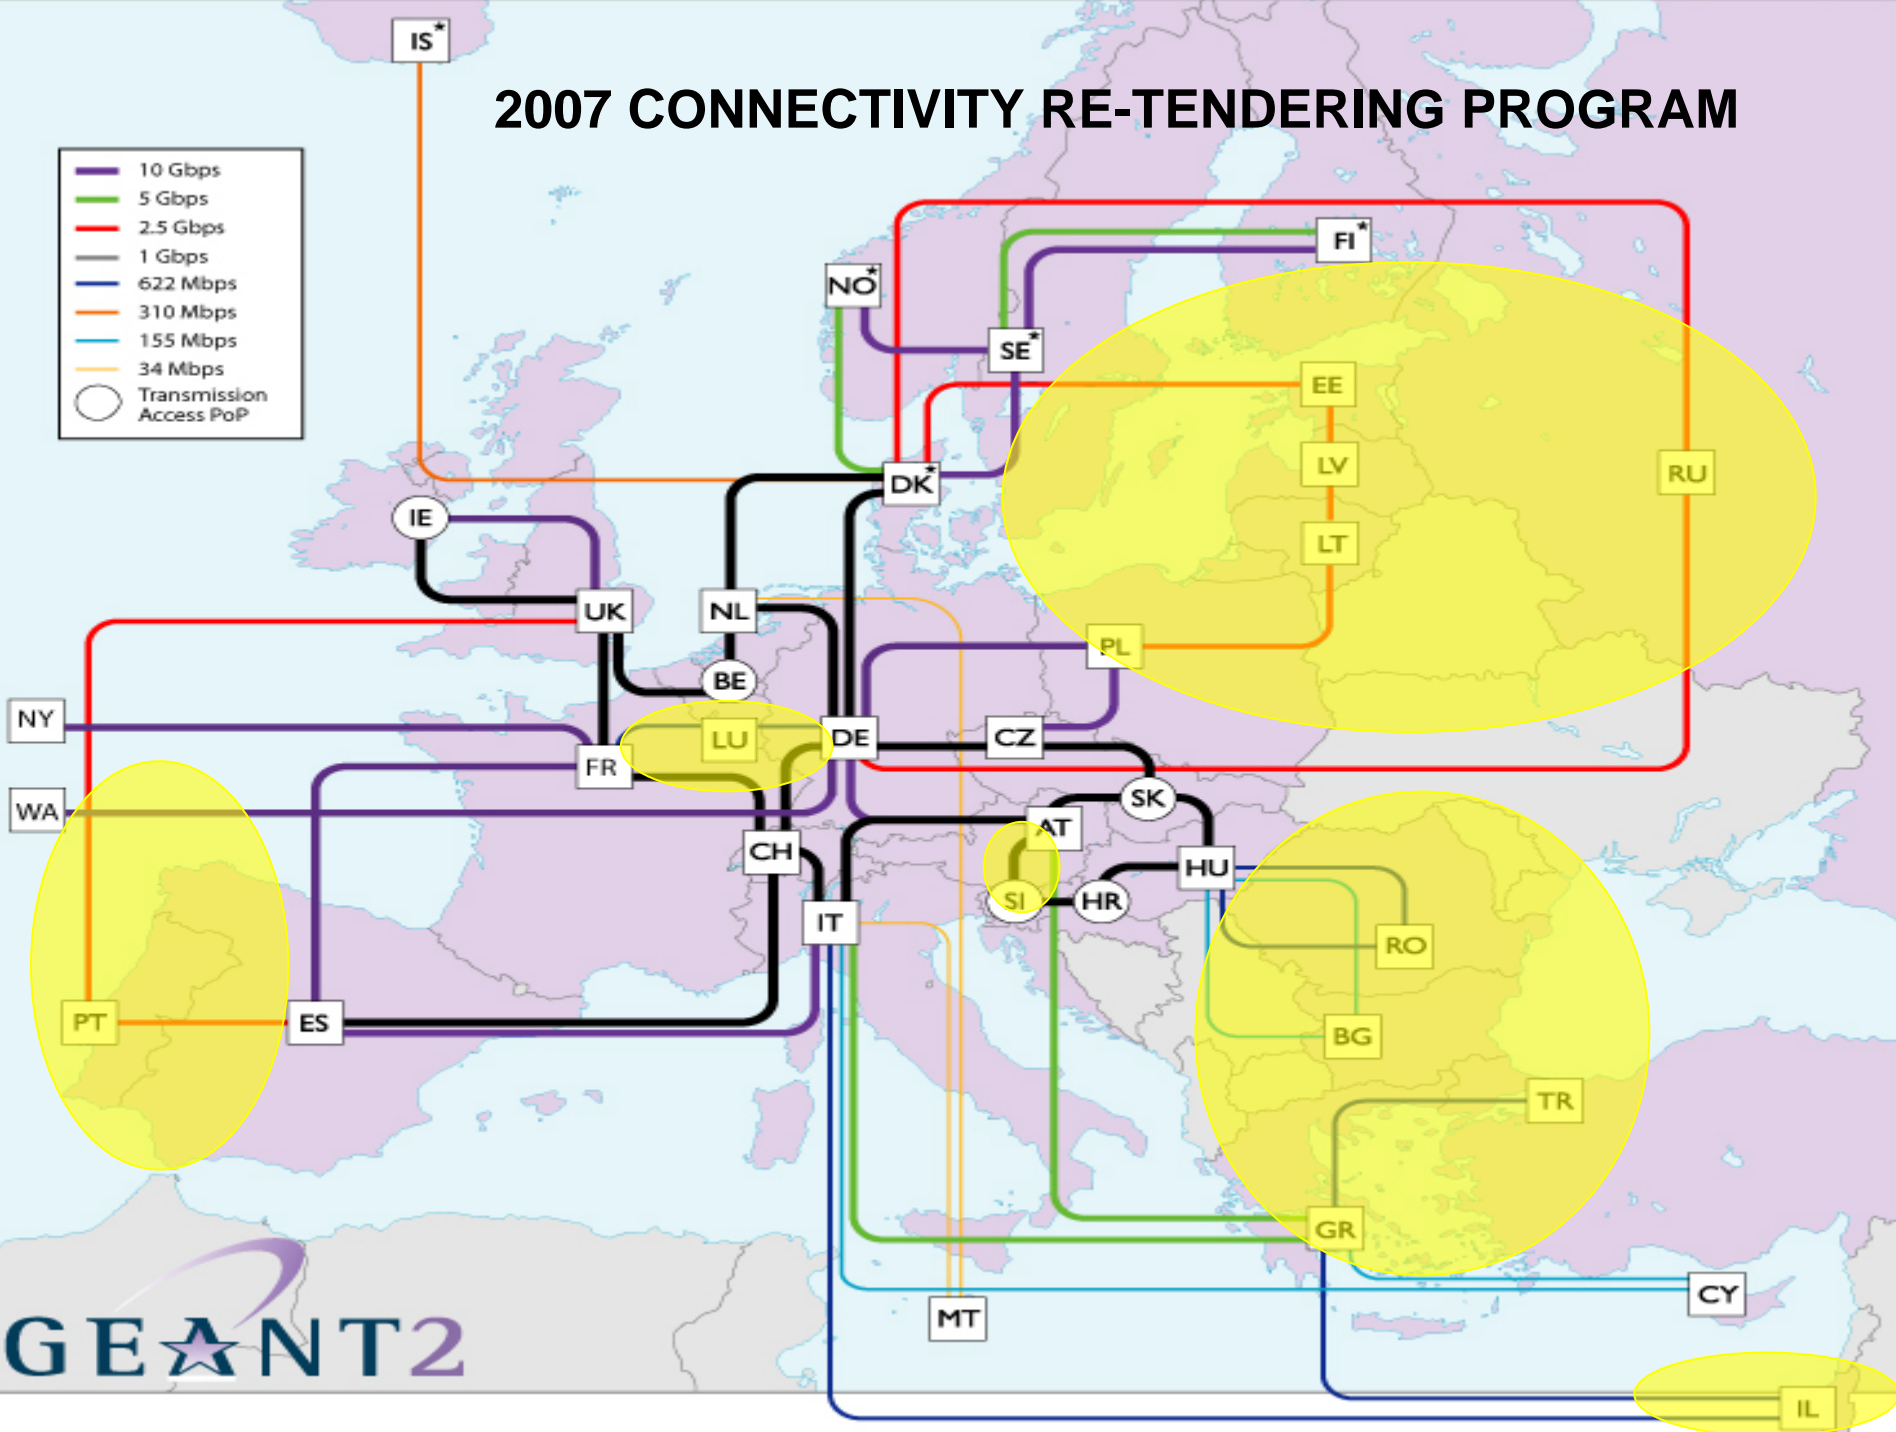 IS*
2007 CONNECTIVITY RE-TENDERING PROGRAM
10 Gbps
5 Gbps
2.5 Gbps
1 Gbps
622 Mbps
310 Mbps
155 Mbps
34 Mbps
Transmission
Access PoP
FI*
NO*
SE*
EE
LV
RU
DK*
IE
LT
UK
NL
PL
BE
NY
LU
DE
CZ
FR
WA
SK
AT
CH
HU
SI
HR
IT
RO
PT
ES
BG
TR
GR
CY
MT
GEANT2
IL